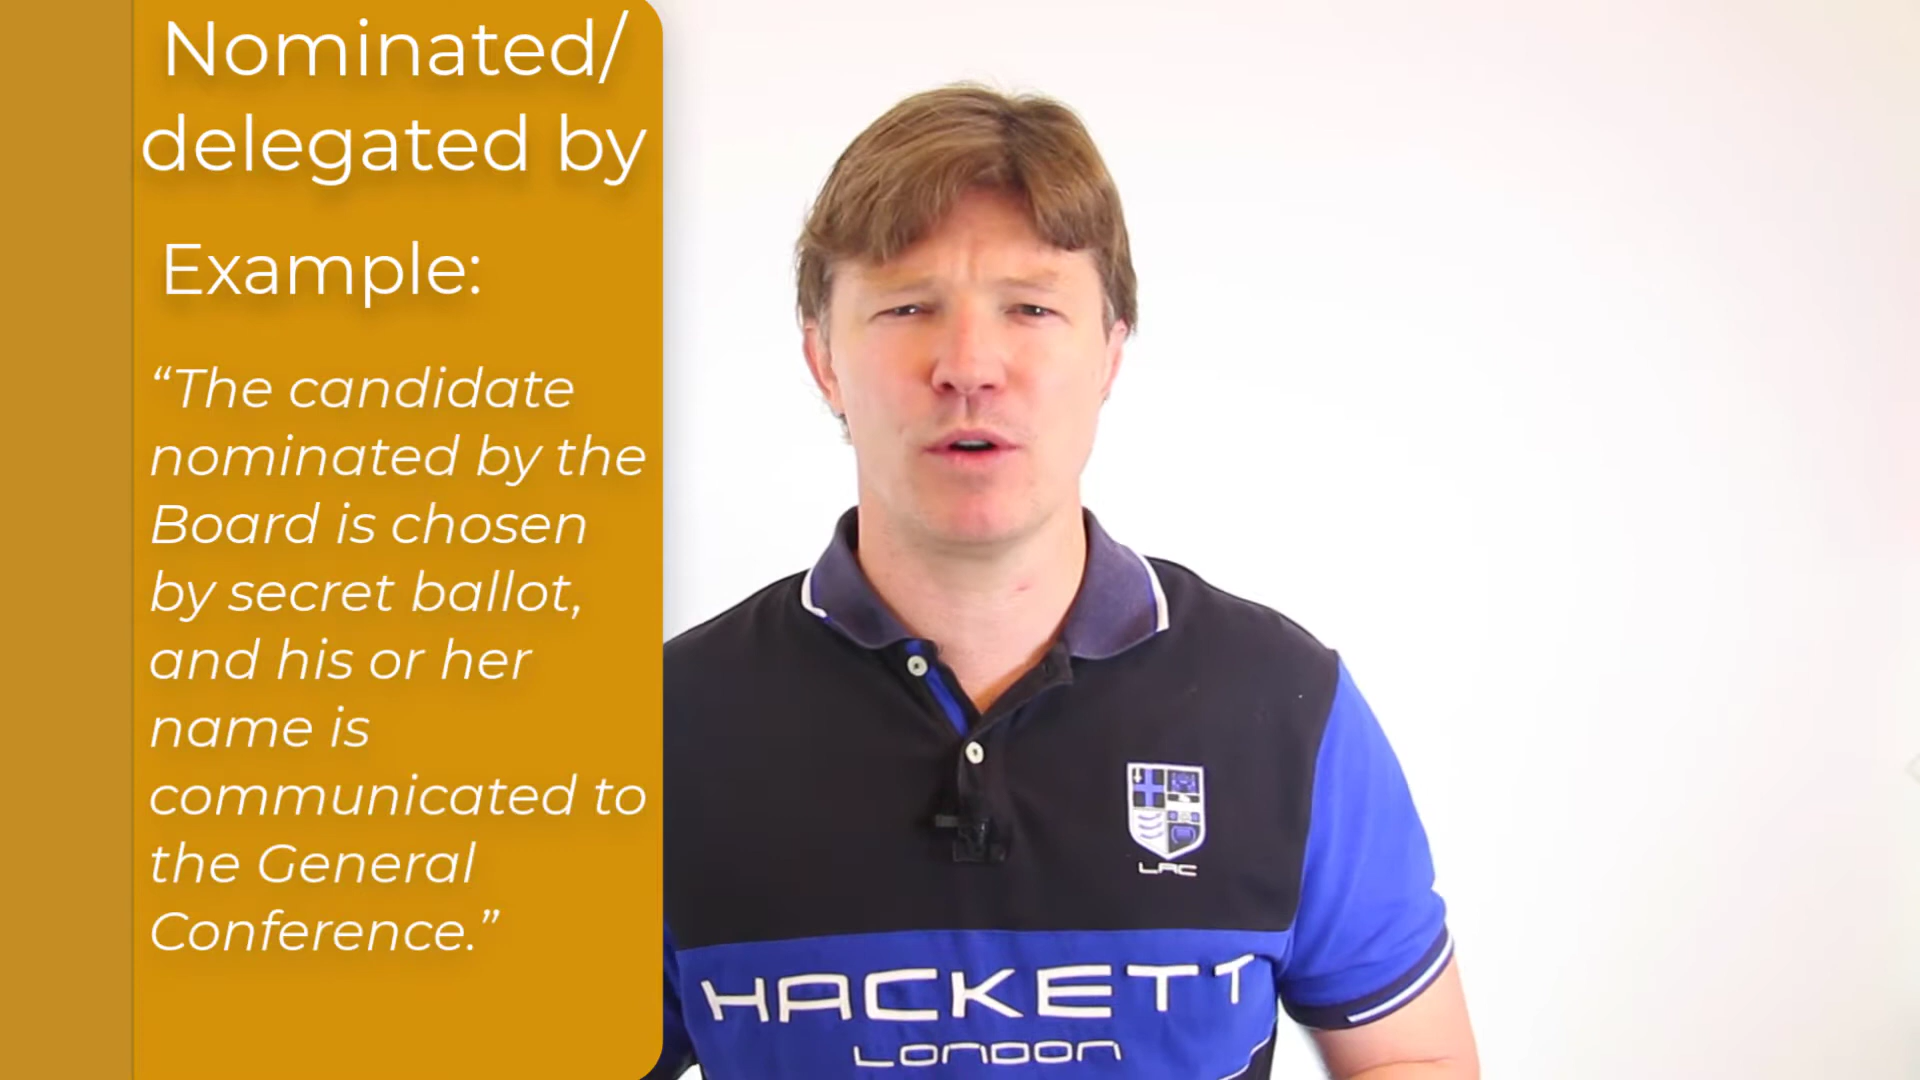 Nominated/
delegated by
Example:
“The candidate
nominated by the
Board is chosen
by secret ballot,
and his or her
name is
communicated to
the General
Conference.”
LRC
HACKETT
LONDON